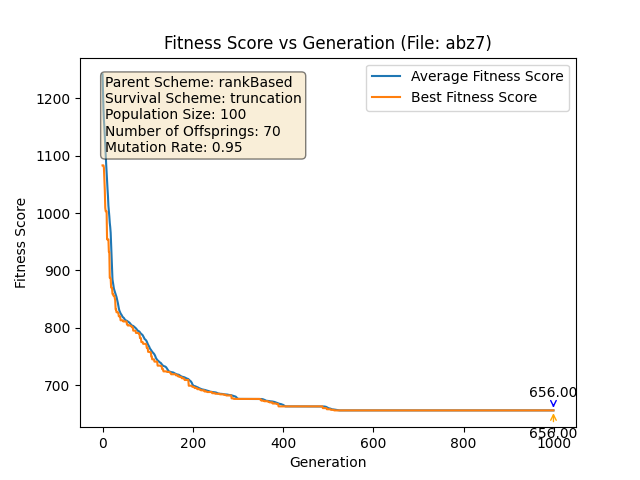 Fitness Score vs Generation (File: abz7)
Parent Scheme: rankBased
Survival Scheme: truncation
Population Size: 100
Number of Offsprings: 70
Mutation Rate: 0.95
Average Fitness Score
Best Fitness Score
Fitness Score
1200
1100
1000
900
800
700
656.00
656.00
0
200
400
600
800
1000
Generation